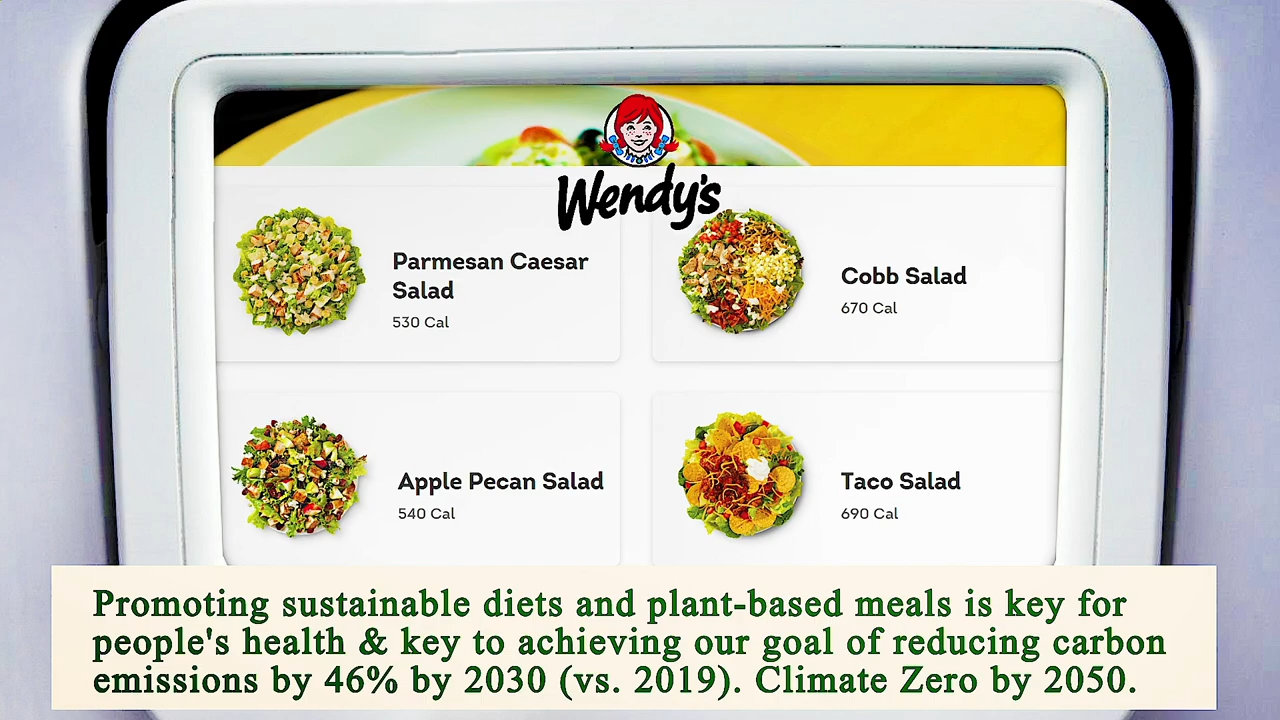 Wendy's
Parmesan Caesar
Salad
530 Cal
Cobb Salad
670 Cal
Apple Pecan Salad
540 Cal
Taco Salad
690 Cal
Promoting sustainable diets and plant-based meals is key for
people's health & key to achieving our goal of reducing carbon
emissions by 46% by 2030 (vs. 2019). Climate Zero by 2050.